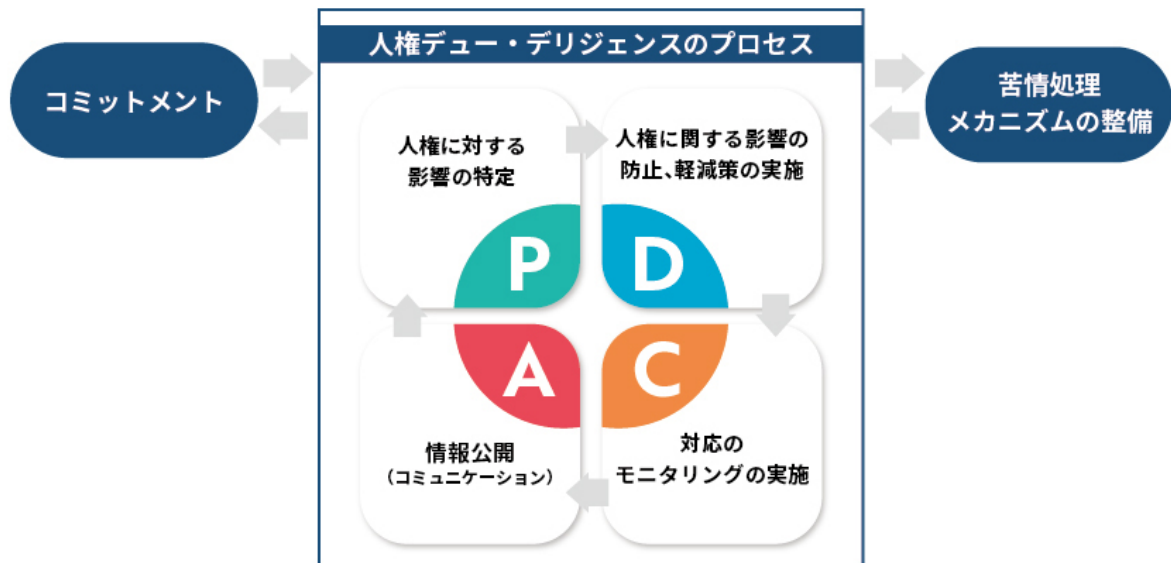 人権デュー・デリジェンスのプロセス
コミットメント
苦情処理
メカニズムの整備
人権に対する
影響の特定
人権に関する影響の
防止、軽減策の実施
P
D
A
C
情報公開
（コミュニケーション）
対応の
モニタリングの実施